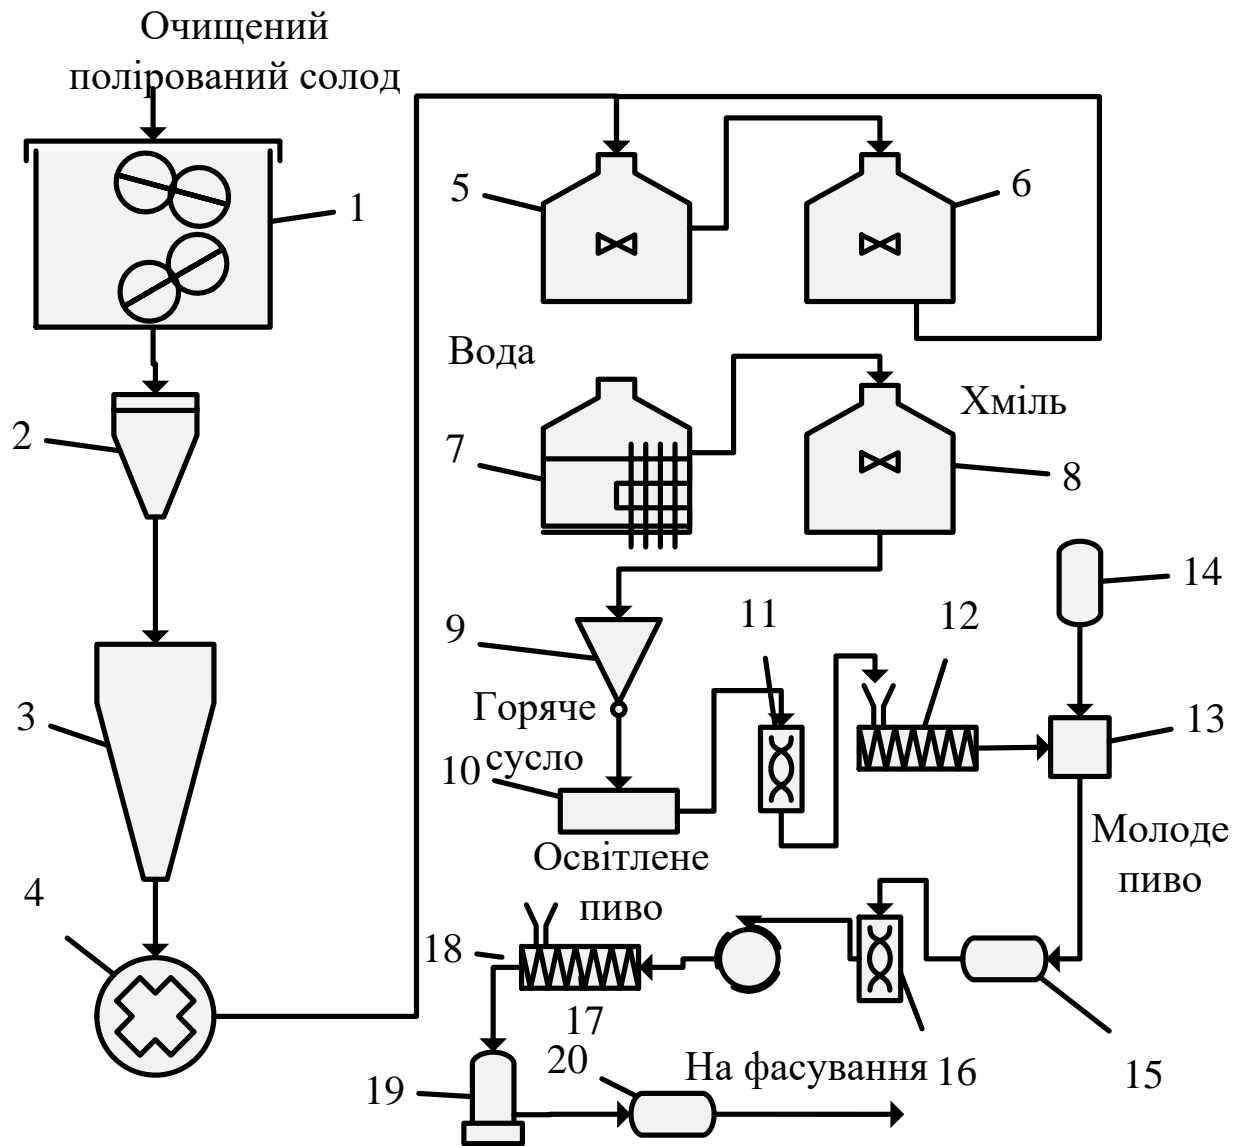 Очищений
полірований солод
1
2
3
4
5
6
Вода
Хміль
7
8
9
Горяче
сусло
10
11
12
14
13
Освітлене
пиво
Молоде
пиво
18
17
16
15
19
20
На фасування